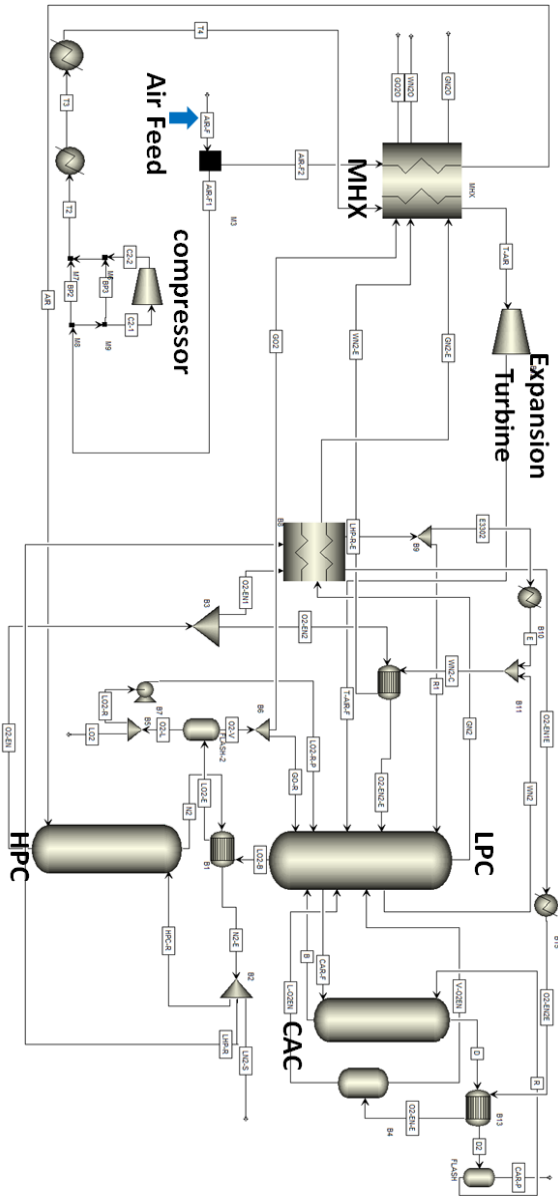 T4
GO2O
WN2O
GN2O
T3
Air Feed
AIR-F
AIR-F2
MHX
MHX
AIR-F1
M3
T2
T-AIR
compressor
C2-2
M7
BP2
BP3
C2-1
M8
M9
AIR
GO2
WN2-E
GN2-E
Expansion
Turbine
LHP-R-E
B9
E3302
B10
E
O2-EN1
B3
O2-EN2
WN2-C
B11
R1
O2-EN1E
T-AIR-F
GN2
WN2
O2-EN
LO2-R
B7
LO2
B5
O2-L
FLASH-2
O2-V
B6
LO2-R.P
GO-R
O2-EN2-E
LO2-E
N2
B1
LO2-B
LPC
HPC
N2-E
HPC-R
B2
B
CAR-F
L-O2EN
V-O2EN
O2-EN2E
LHP-R
LN2-S
CAC
D
R
B4
O2-EN-E
B13
D2
FLASH
CAR-P